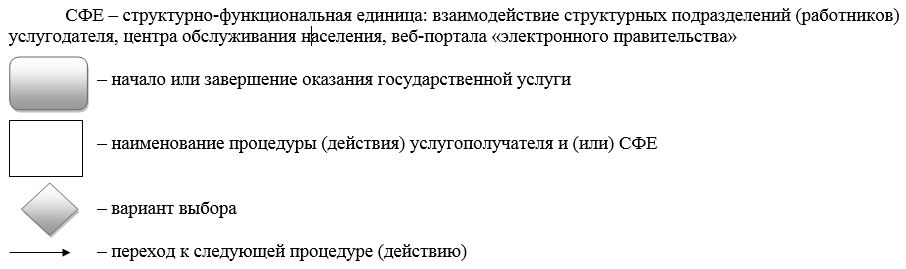 СФЕ – структурно-функциональная единица: взаимодействие структурных подразделений (работников)
услугодателя, центра обслуживания населения, веб-портала «электронного правительства»
– начало или завершение оказания государственной услуги
– наименование процедуры (действия) услугополучателя и (или) СФЕ
– вариант выбора
– переход к следующей процедуре (действию)